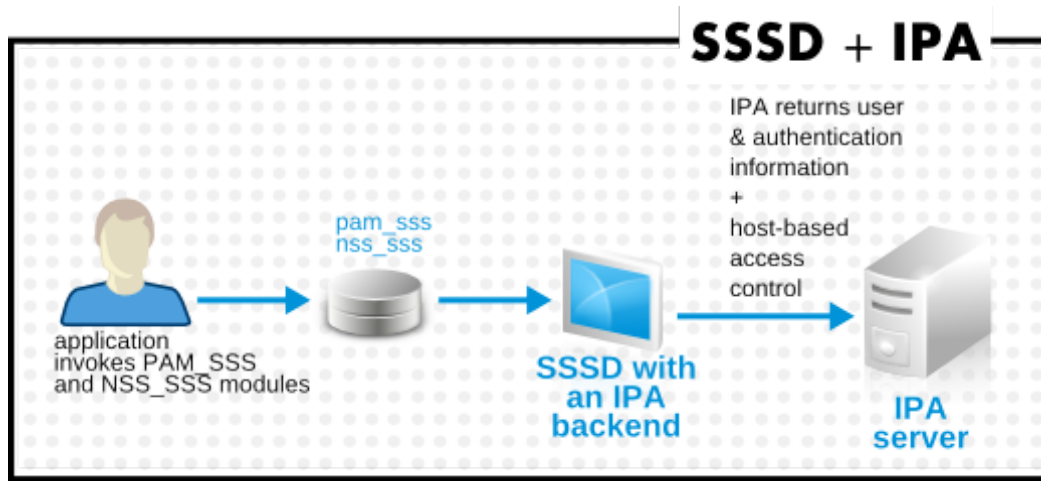 SSSD + IPA
IPA returns user
& authentication
information
+
host-based
access
control
pam_sss
nss_sss
application
invokes PAM_SSS
and NSS_SSS modules
SSSD with
an IPA
backend
IPA
server